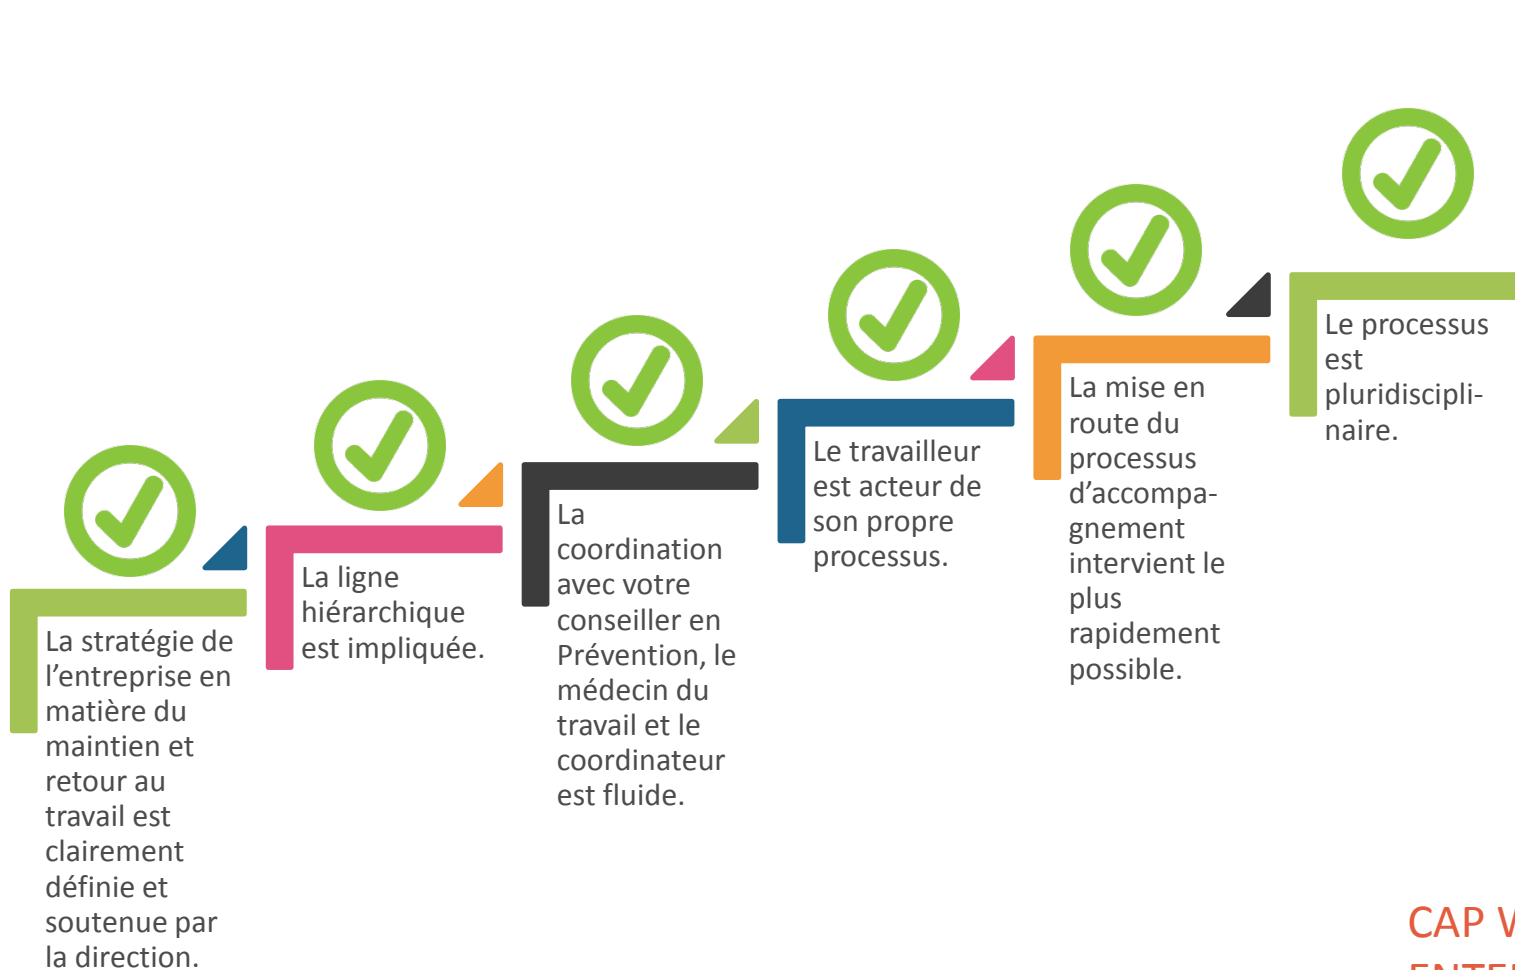 La stratégie de
l’entreprise en
matière du
maintien et
retour au
travail est
clairement
définie et
soutenue par
la direction.
La ligne
hiérarchique
est impliquée.
La
coordination
avec votre
conseiller en
Prévention, le
médecin du
travail et le
coordinateur
est fluide.
Le travailleur
est acteur de
son propre
processus.
La mise en
route du
processus
d’accompa-
gnement
intervient le
plus
rapidement
possible.
Le processus
est
pluridiscipli-
naire.
CAP